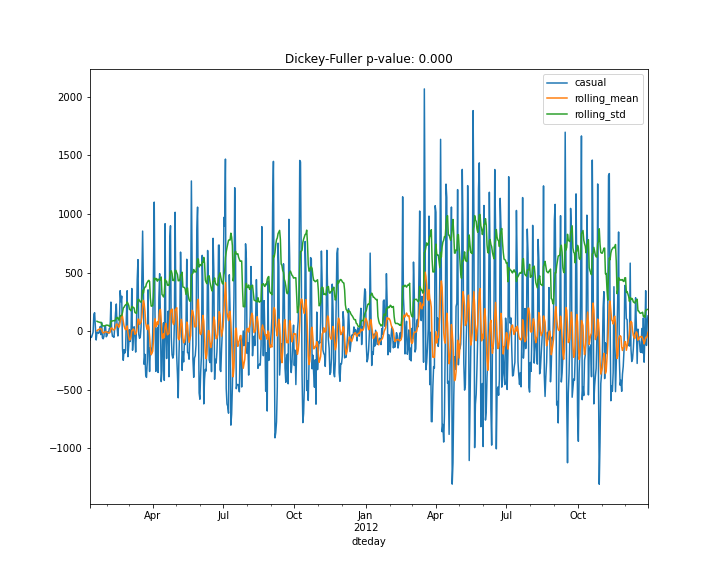 Dickey-Fuller p-value: 0.000
casual
rolling_mean
rolling_std
2000
1500
1000
500
0
−500
−1000
Apr Jul Oct Jan Apr Jul Oct
2012
dteday